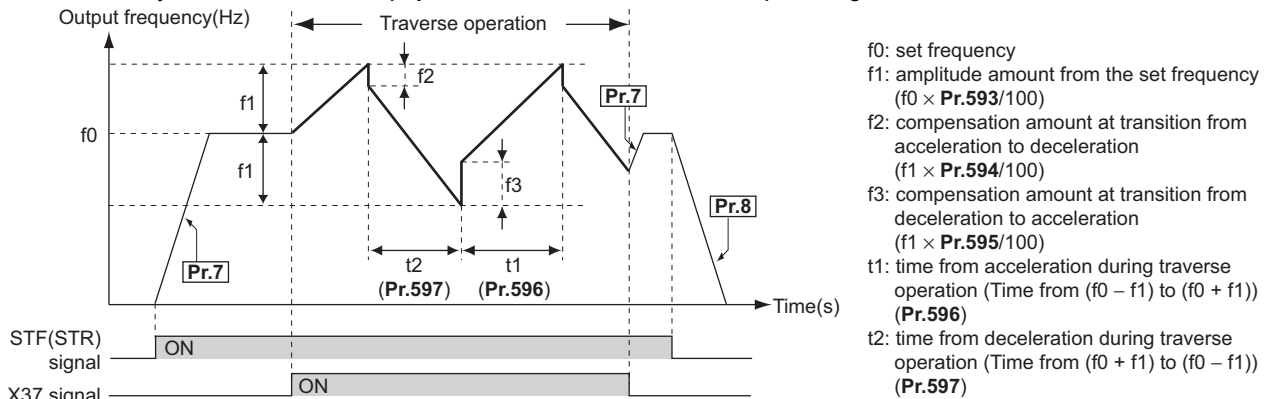 Output frequency(Hz)
Traverse operation
f2
f1
Pr.7
f0
f1
f3
Pr.8
Pr.7
t2
(Pr.597)
t1
(Pr.596)
Time(s)
STF(STR)
signal
ON
X37 signal
ON
f0: set frequency
f1: amplitude amount from the set frequency
(f0 × Pr.593/100)
f2: compensation amount at transition from
acceleration to deceleration
(f1 × Pr.594/100)
f3: compensation amount at transition from
deceleration to acceleration
(f1 × Pr.595/100)
t1: time from acceleration during traverse
operation (Time from (f0 − f1) to (f0 + f1))
(Pr.596)
t2: time from deceleration during traverse
operation (Time from (f0 + f1) to (f0 − f1))
(Pr.597)